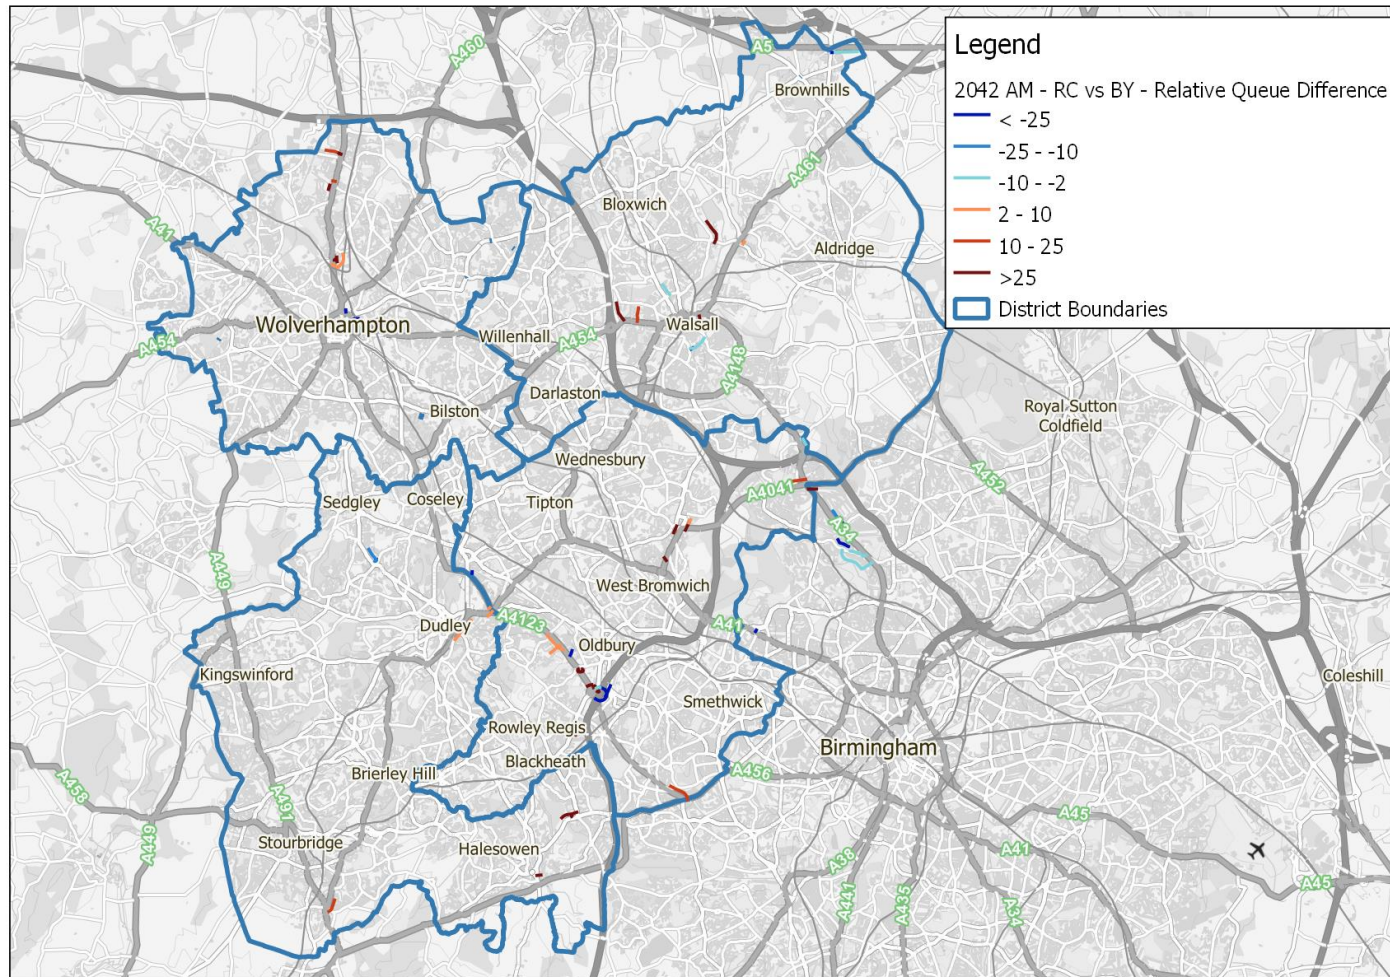 Legend
2042 AM - RC vs BY - Relative Queue Difference
< -25
-25 - -10
-10 - -2
2 - 10
10 - 25
>25
District Boundaries
A460
A5
Brownhills
A461
Bloxwich
A41
Aldridge
Wolverhampton
Willenhall
A454
Walsall
A454
A4148
Darlaston
Bilston
Royal Sutton
Coldfield
Wednesbury
A452
Sedgley
Coseley
Tipton
A4041
A34
A449
West Bromwich
Dudley
A4123
A41
Oldbury
Kingswinford
Coleshill
Smethwick
Rowley Regis
Birmingham
Blackheath
A456
Brierley Hill
A458
A491
A449
A45
Stourbridge
Halesowen
A38
A41
A45
A441
A435
A34